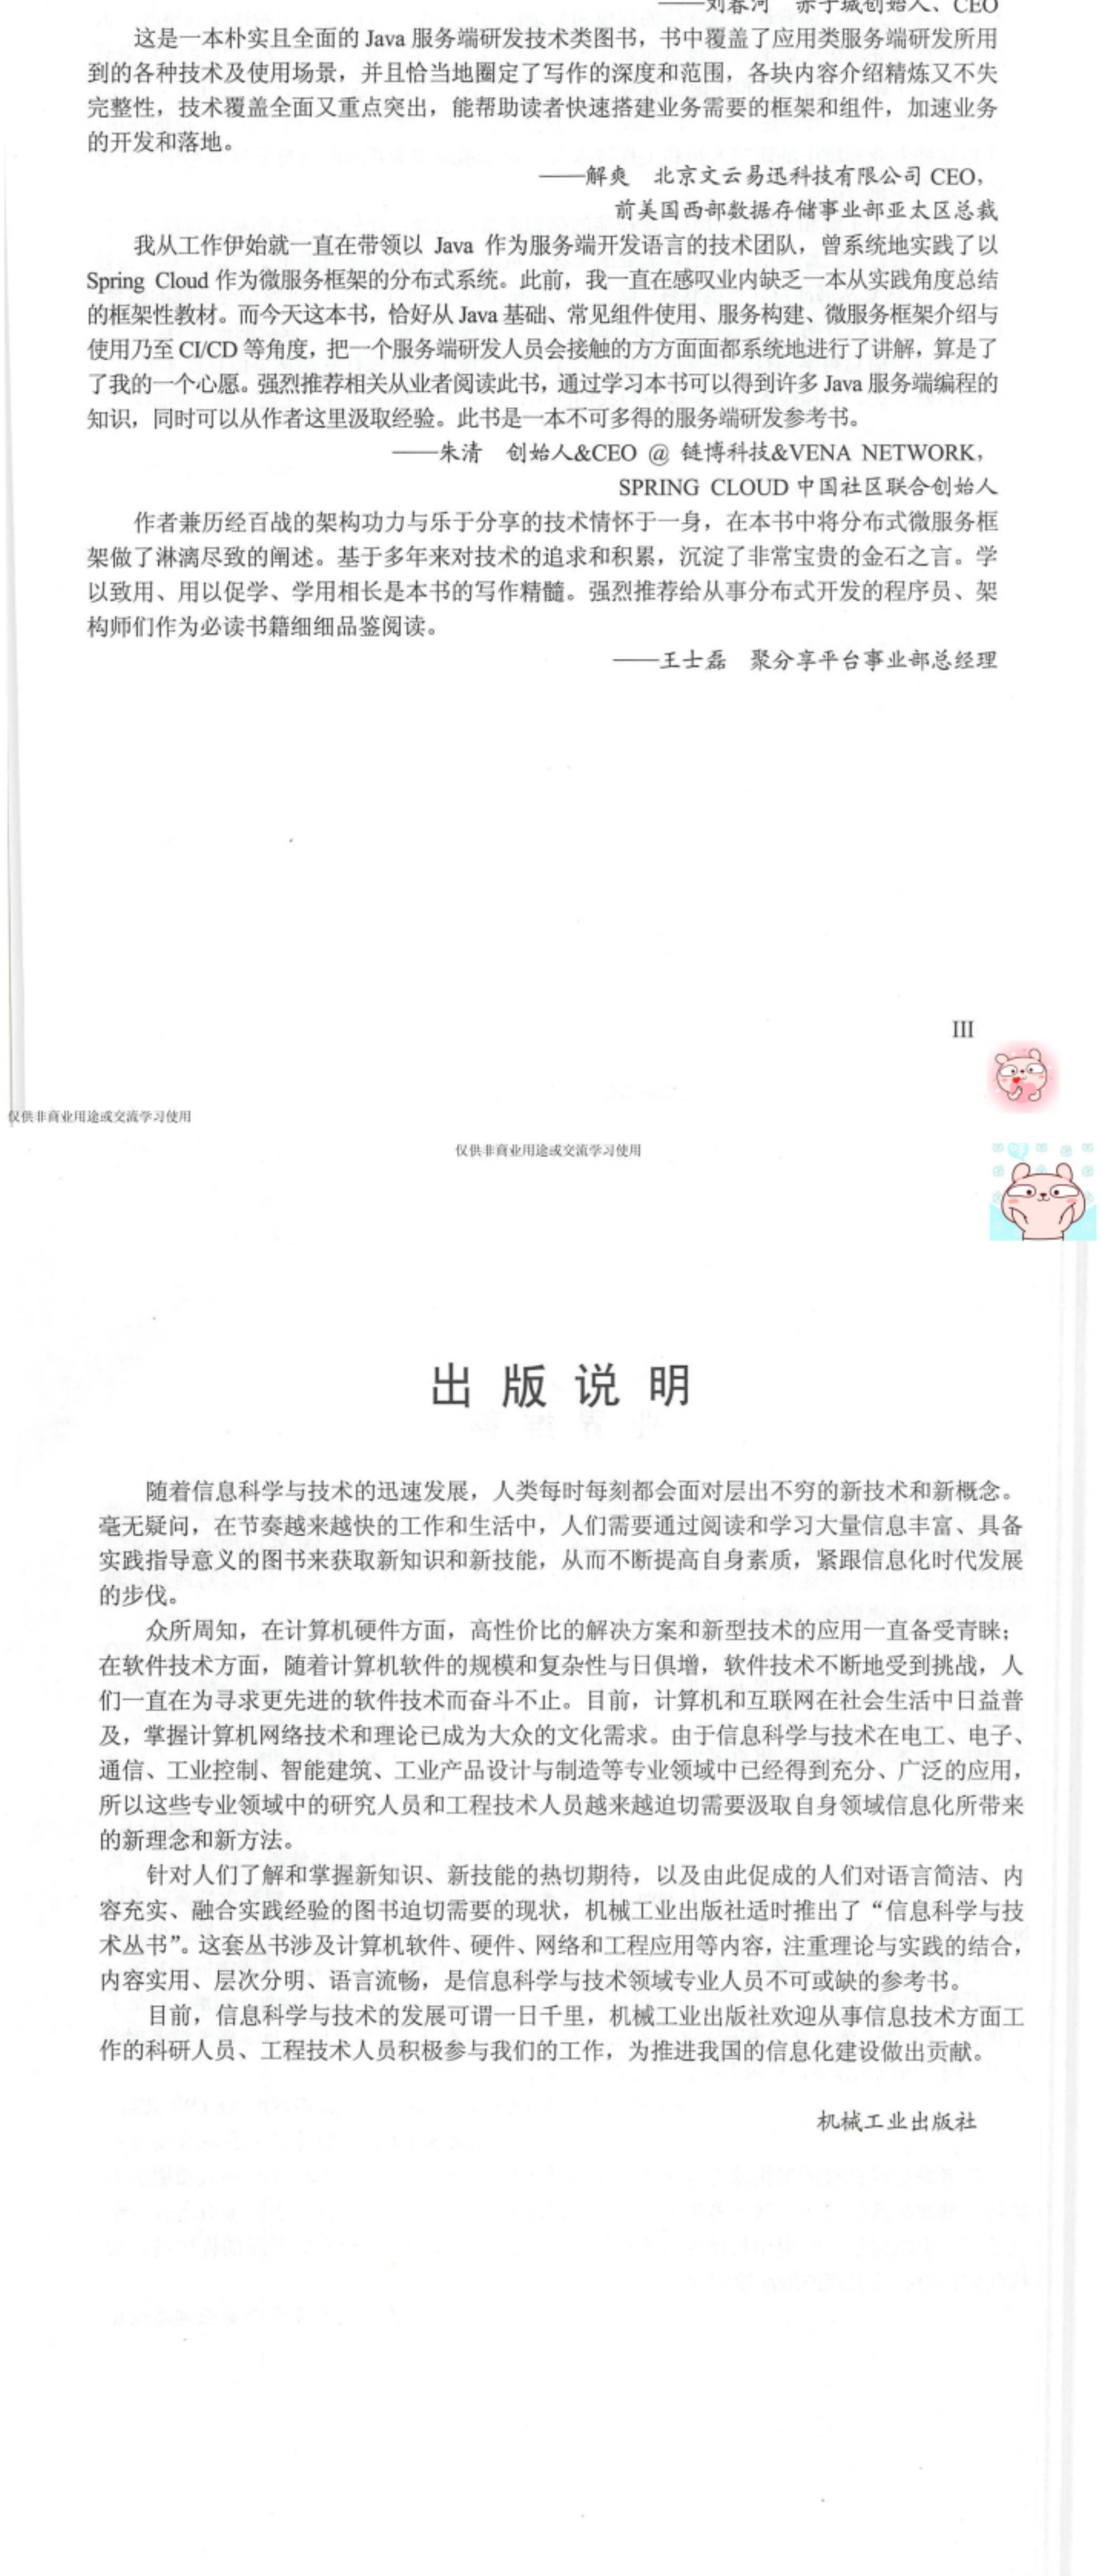 ——刘春河 赤子城创始人、CEO
这是一本朴实且全面的 Java 服务端研发技术类图书，书中覆盖了应用类服务端研发所用
到的各种技术及使用场景，并且恰当地圈定了写作的深度和范围，各块内容介绍精炼又不失
完整性，技术覆盖全面又重点突出，能帮助读者快速搭建业务需要的框架和组件，加速业务
的开发和落地。
——解爽 北京文云易迅科技有限公司 CEO，
前美国西部数据存储事业部亚太区总裁
我从工作伊始就一直在带领以 Java 作为服务端开发语言的技术团队，曾系统地实践了以
Spring Cloud 作为微服务框架的分布式系统。此前，我一直在感叹业内缺乏一本从实践角度总结
的框架性教材。而今天这本书，恰好从 Java 基础、常见组件使用、服务构建、微服务框架介绍与
使用乃至 CI/CD 等角度，把一个服务端研发人员会接触的方方面面都系统地进行了讲解，算是了
了我的一个心愿。强烈推荐相关从业者阅读此书，通过学习本书可以得到许多 Java 服务端编程的
知识，同时可以从作者这里汲取经验。此书是一本不可多得的服务端研发参考书。
——朱清 创始人&CEO @ 链博科技&VENA NETWORK，
SPRING CLOUD 中国社区联合创始人
作者兼历经百战的架构功力与乐于分享的技术情怀于一身，在本书中将分布式微服务框
架做了淋漓尽致的阐述。基于多年来对技术的追求和积累，沉淀了非常宝贵的金石之言。学
以致用、用以促学、学用相长是本书的写作精髓。强烈推荐给从事分布式开发的程序员、架
构师们作为必读书籍细细品鉴阅读。
——王士磊 聚分享平台事业部总经理
III
仅供非商业用途或交流学习使用
仅供非商业用途或交流学习使用
出版说明
随着信息科学与技术的迅速发展，人类每时每刻都会面对层出不穷的新技术和新概念。
毫无疑问，在节奏越来越快的工作和生活中，人们需要通过阅读和学习大量信息丰富、具备
实践指导意义的图书来获取新知识和新技能，从而不断提高自身素质，紧跟信息化时代发展
的步伐。
众所周知，在计算机硬件方面，高性价比的解决方案和新型技术的应用一直备受青睐；
在软件技术方面，随着计算机软件的规模和复杂性与日俱增，软件技术不断地受到挑战，人
们一直在为寻求更先进的软件技术而奋斗不止。目前，计算机和互联网在社会生活中日益普
及，掌握计算机网络技术和理论已成为大众的文化需求。由于信息科学与技术在电工、电子、
通信、工业控制、智能建筑、工业产品设计与制造等专业领域中已经得到充分、广泛的应用，
所以这些专业领域中的研究人员和工程技术人员越来越迫切需要汲取自身领域信息化所带来
的新理念和新方法。
针对人们了解和掌握新知识、新技能的热切期待，以及由此促成的人们对语言简洁、内
容充实、融合实践经验的图书迫切需要的现状，机械工业出版社适时推出了“信息科学与技
术丛书”。这套丛书涉及计算机软件、硬件、网络和工程应用等内容，注重理论与实践的结合，
内容实用、层次分明、语言流畅，是信息科学与技术领域专业人员不可或缺的参考书。
目前，信息科学与技术的发展可谓一日千里，机械工业出版社欢迎从事信息技术方面工
作的科研人员、工程技术人员积极参与我们的工作，为推进我国的信息化建设做出贡献。
机械工业出版社